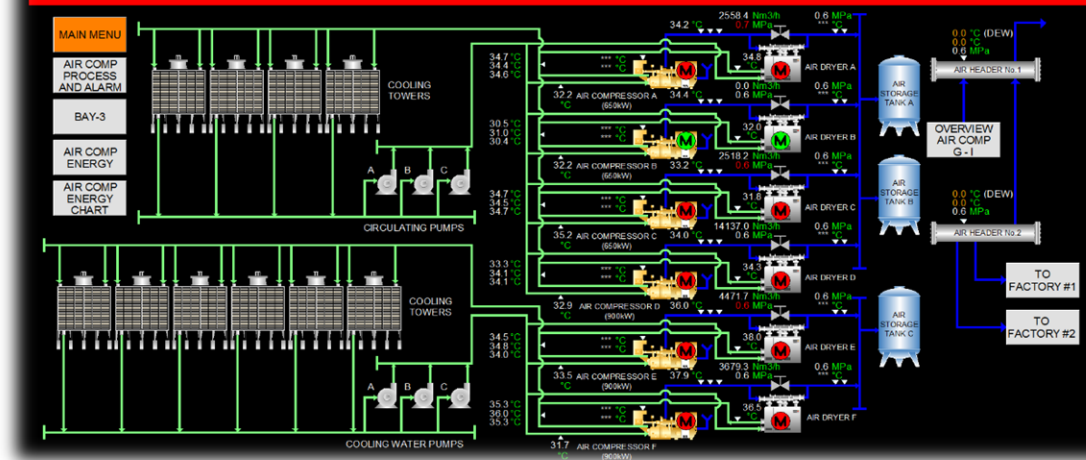 MAIN MENU
AIR COMP
PROCESS
AND ALARM
BAY-3
AIR COMP
ENERGY
AIR COMP
ENERGY
CHART
COOLING
TOWERS
A B C
CIRCULATING PUMPS
COOLING
TOWERS
A B C
COOLING WATER PUMPS
34.7 °C
34.4 °C
34.6 °C
32.2 °C
*** °C
*** °C
AIR COMPRESSOR A
(650kW)
34.2 °C
M
34.4 °C
2558.4 Nm3/h
0.7 MPa
34.8 °C
M
AIR DRYER A
0.6 MPa
*** °C
30.5 °C
31.0 °C
30.4 °C
32.2 °C
*** °C
*** °C
AIR COMPRESSOR B
(650kW)
M
33.2 °C
0.0 Nm3/h
0.6 MPa
32.0 °C
M
AIR DRYER B
0.6 MPa
*** °C
34.7 °C
34.5 °C
34.7 °C
35.2 °C
*** °C
*** °C
AIR COMPRESSOR C
(650kW)
M
34.0 °C
2518.2 Nm3/h
0.6 MPa
31.8 °C
M
AIR DRYER C
0.6 MPa
*** °C
33.3 °C
34.1 °C
34.1 °C
32.9 °C
*** °C
*** °C
AIR COMPRESSOR D
(900kW)
M
36.0 °C
14137.0 Nm3/h
0.6 MPa
34.3 °C
M
AIR DRYER D
0.6 MPa
*** °C
34.5 °C
34.8 °C
34.0 °C
33.5 °C
*** °C
*** °C
AIR COMPRESSOR E
(900kW)
M
37.9 °C
4471.7 Nm3/h
0.6 MPa
38.0 °C
M
AIR DRYER E
0.6 MPa
*** °C
35.3 °C
36.0 °C
35.3 °C
31.7 °C
*** °C
*** °C
AIR COMPRESSOR F
(900kW)
M
3679.3 Nm3/h
0.6 MPa
36.5 °C
M
AIR DRYER F
0.6 MPa
*** °C
AIR
STORAGE
TANK A
AIR
STORAGE
TANK B
AIR
STORAGE
TANK C
0.0 °C (DEW)
0.0 °C
0.6 MPa
AIR HEADER No.1
OVERVIEW
AIR COMP
G - I
0.0 °C (DEW)
0.0 °C
0.6 MPa
AIR HEADER No.2
TO
FACTORY #1
TO
FACTORY #2